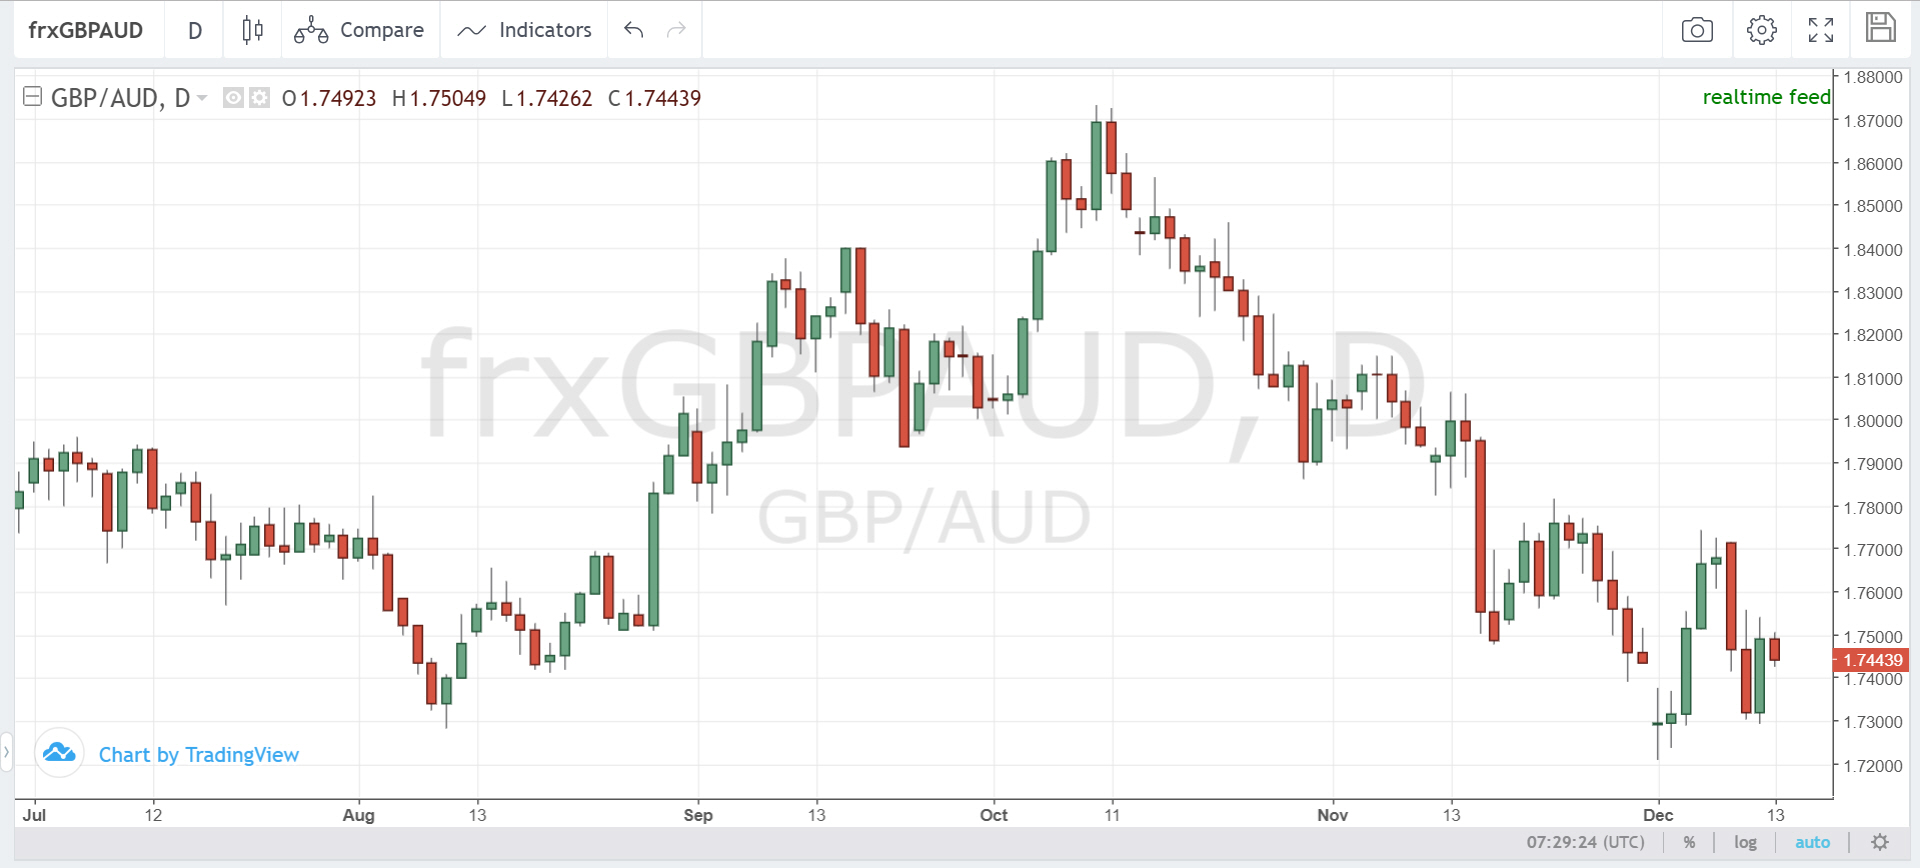 frxGBPAUD D Compare Indicators
GBP/AUD, D O1.74923 H1.75049 L1.74262 C1.74439
realtime feed
1.88000
1.87000
1.86000
1.85000
1.84000
1.83000
1.82000
1.81000
1.80000
1.79000
1.78000
1.77000
1.76000
1.75000
1.74439
1.74000
1.73000
1.72000
frxGBPAUD, D
GBP/AUD
Chart by TradingView
Jul 12 Aug 13 Sep 13 Oct 11 Nov 13 Dec 13
07:29:24 (UTC) % log auto